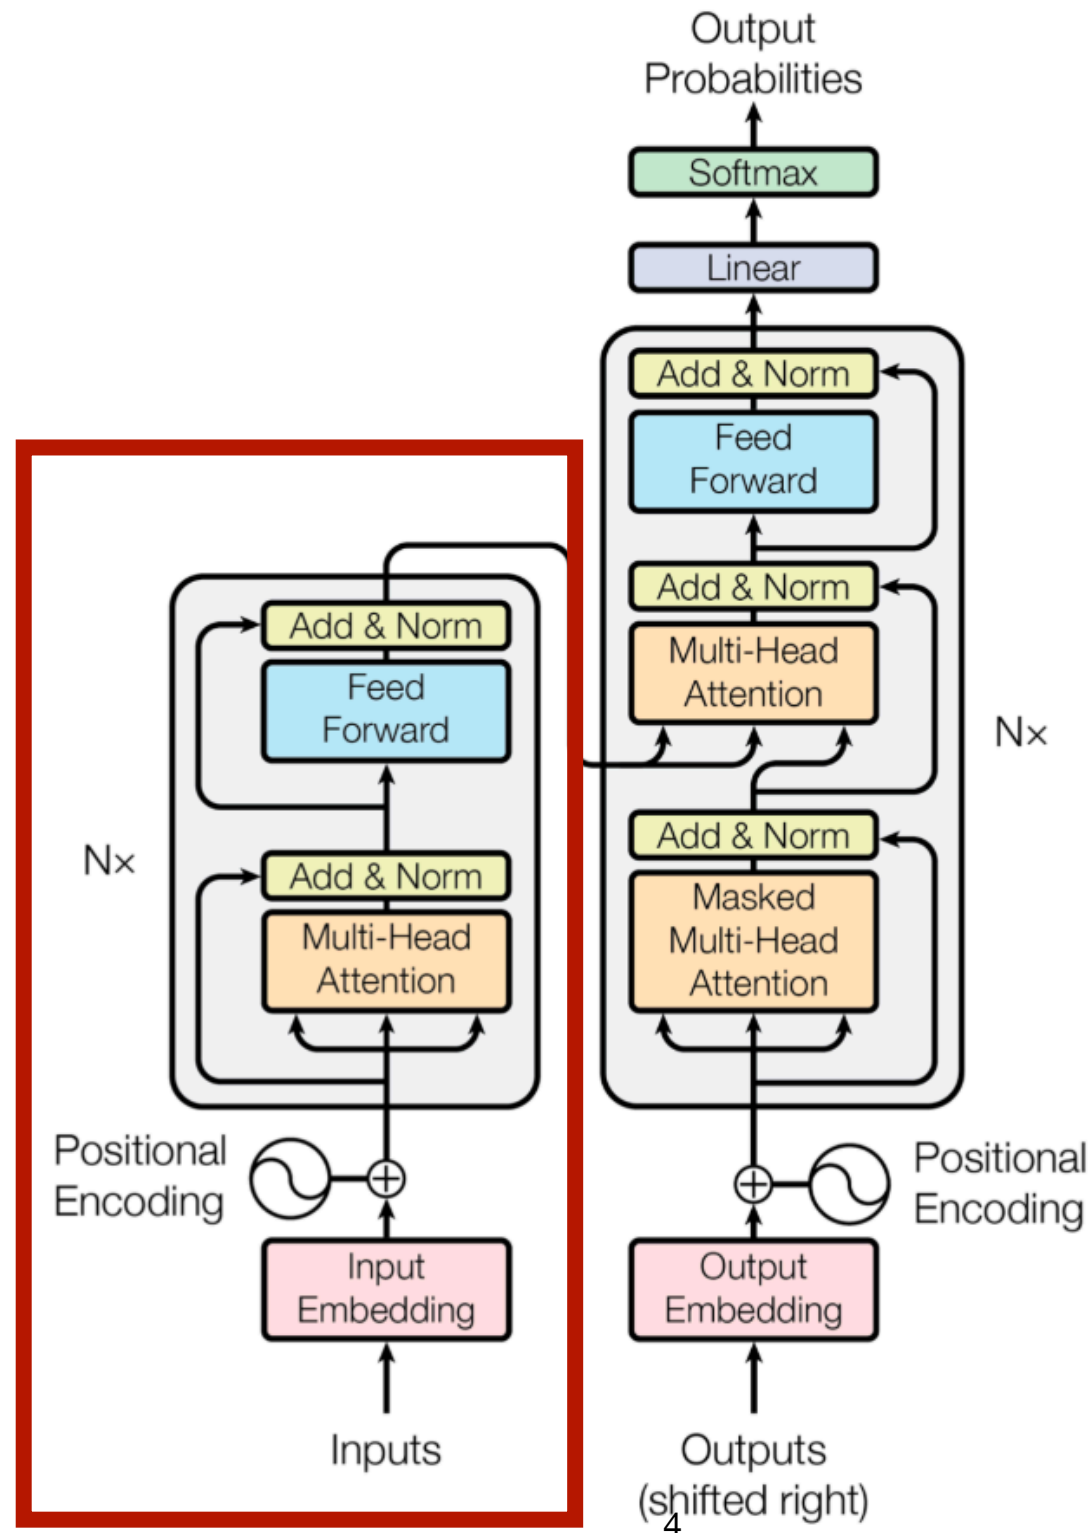 Output
Probabilities
Softmax
Linear
Add & Norm
Feed
Forward
Add & Norm
Multi-Head
Attention
Add & Norm
Masked
Multi-Head
Attention
Nx
Positional
Encoding
Output
Embedding
Outputs
(shifted right)
Add & Norm
Feed
Forward
Add & Norm
Multi-Head
Attention
N×
Positional
Encoding
Input
Embedding
Inputs
4